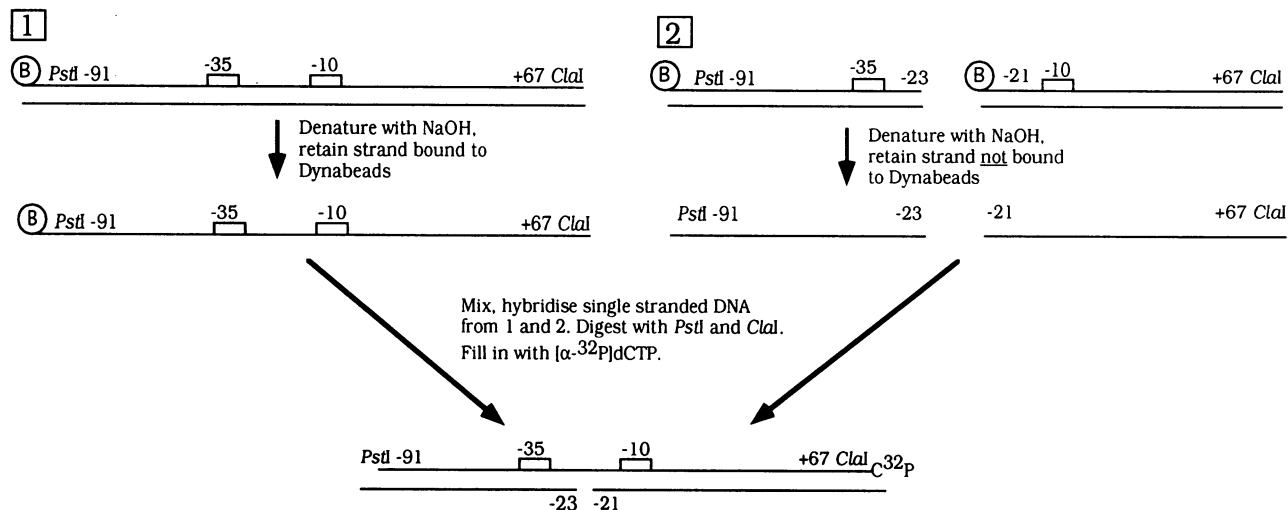 1
B PstI -91 -35 -10 +67 ClaI
Denature with NaOH,
retain strand bound to
Dynabeads
B PstI -91 -35 -10 +67 ClaI
2
B PstI -91 -35 -23
B -21 -10 +67 ClaI
Denature with NaOH,
retain strand not bound
to Dynabeads
PstI -91 -23
-21 +67 ClaI
Mix, hybridise single stranded DNA
from 1 and 2. Digest with PstI and ClaI.
Fill in with [α-32P]dCTP.
PstI -91 -35 -10 +67 ClaI C32P
-23 -21